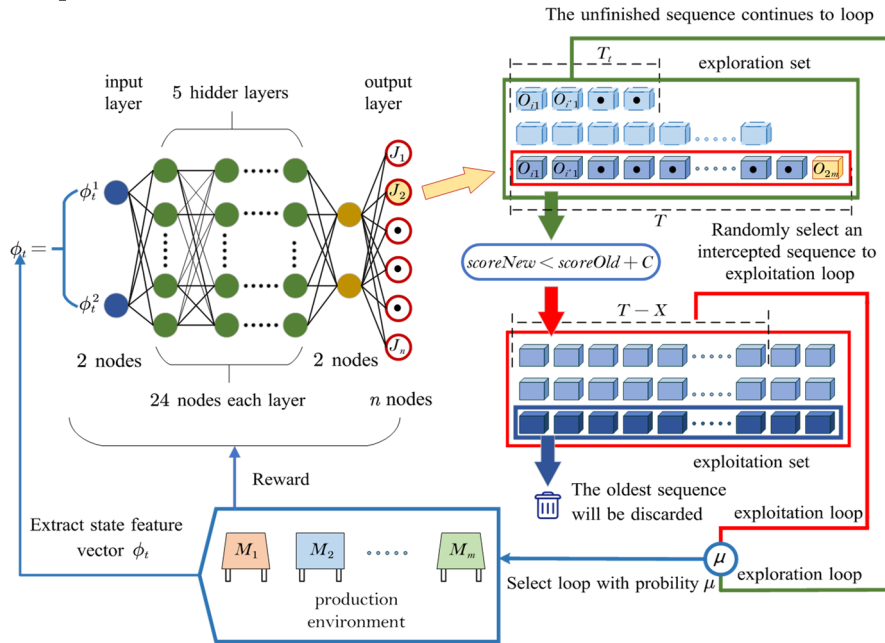 The unfinished sequence continues to loop
T_t
exploration set
input
layer
5 hidder layers
output
layer
O_{i1} O_{i'1} • •
O_{i1} O_{i'1} • • • • • O_{2m}
T
J_1
J_2
•
•
•
J_n
ϕ_t =
ϕ_t^1
ϕ_t^2
scoreNew < scoreOld + C
Randomly select an
intercepted sequence to
exploitation loop
T − X
2 nodes
24 nodes each layer
2 nodes
n nodes
exploitation set
The oldest sequence
will be discarded
Reward
Extract state feature
vector ϕ_t
M_1
M_2
M_m
production
environment
exploitation loop
μ
Select loop with probility μ
exploration loop